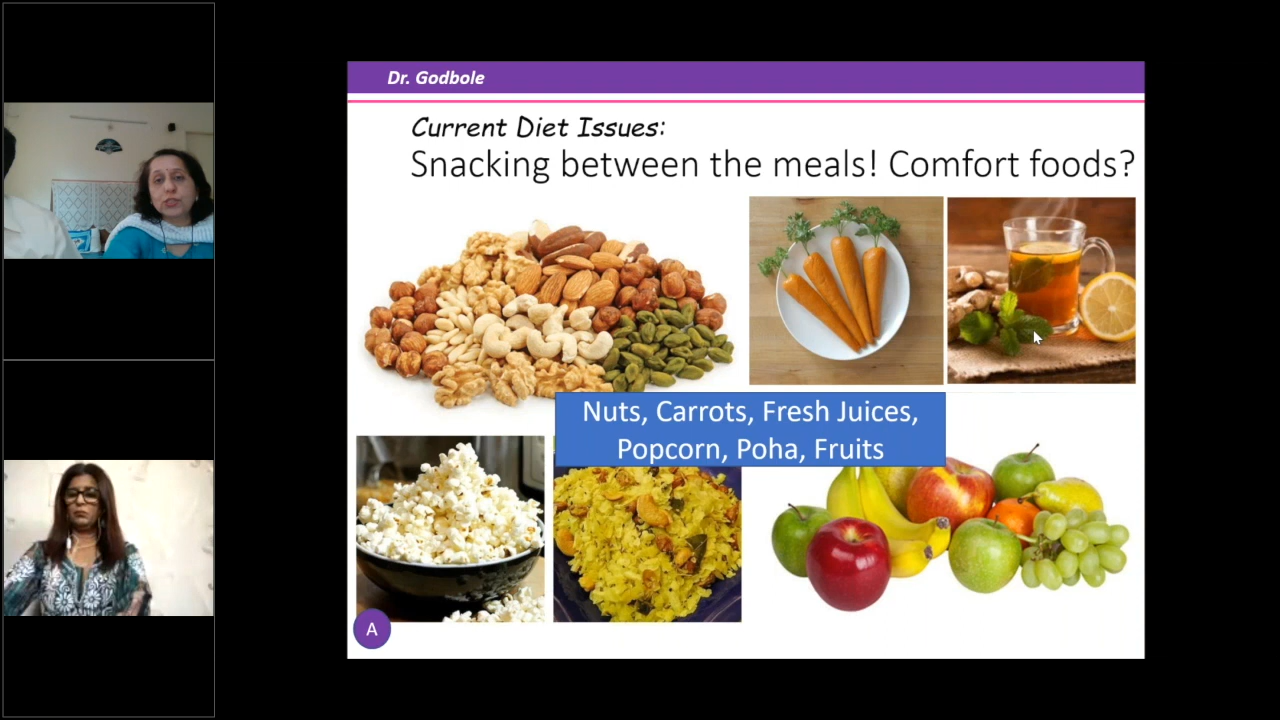 Dr. Godbole
Current Diet Issues:
Snacking between the meals! Comfort foods?
Nuts, Carrots, Fresh Juices,
Popcorn, Poha, Fruits
A